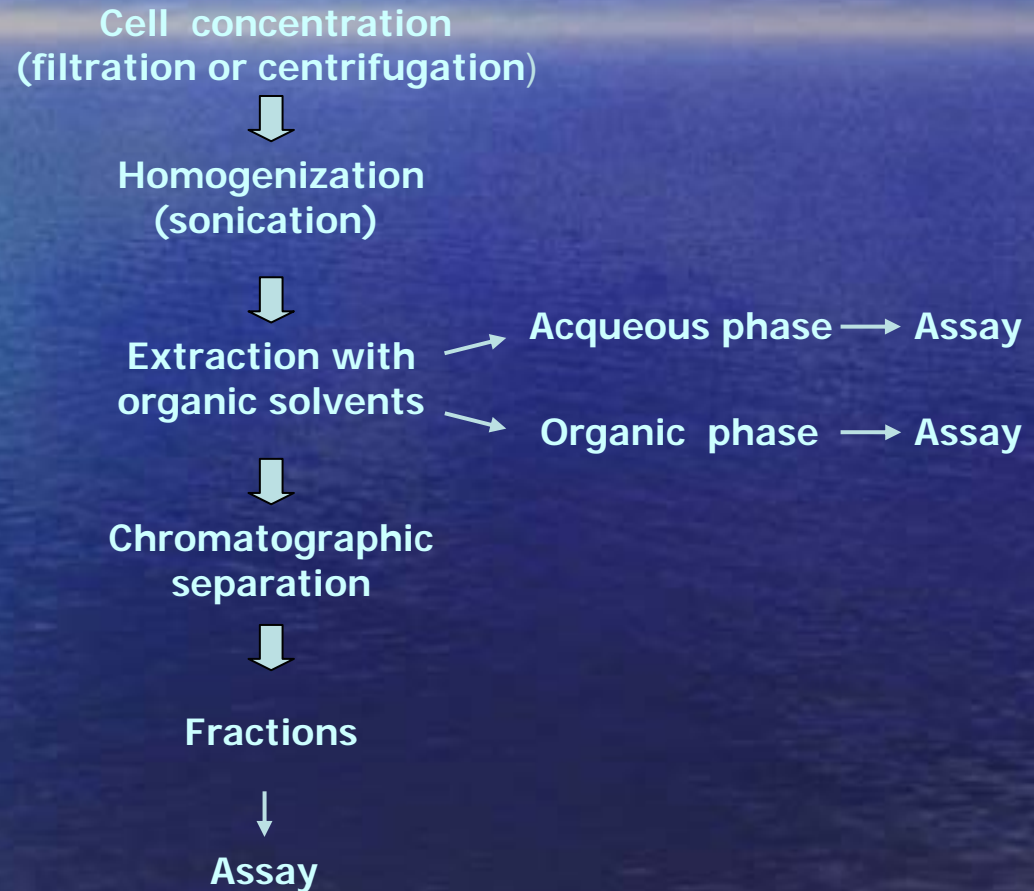 Cell concentration
(filtration or centrifugation)
Homogenization
(sonication)
Extraction with
organic solvents
Acqueous phase
Assay
Organic phase
Assay
Chromatographic
separation
Fractions
Assay